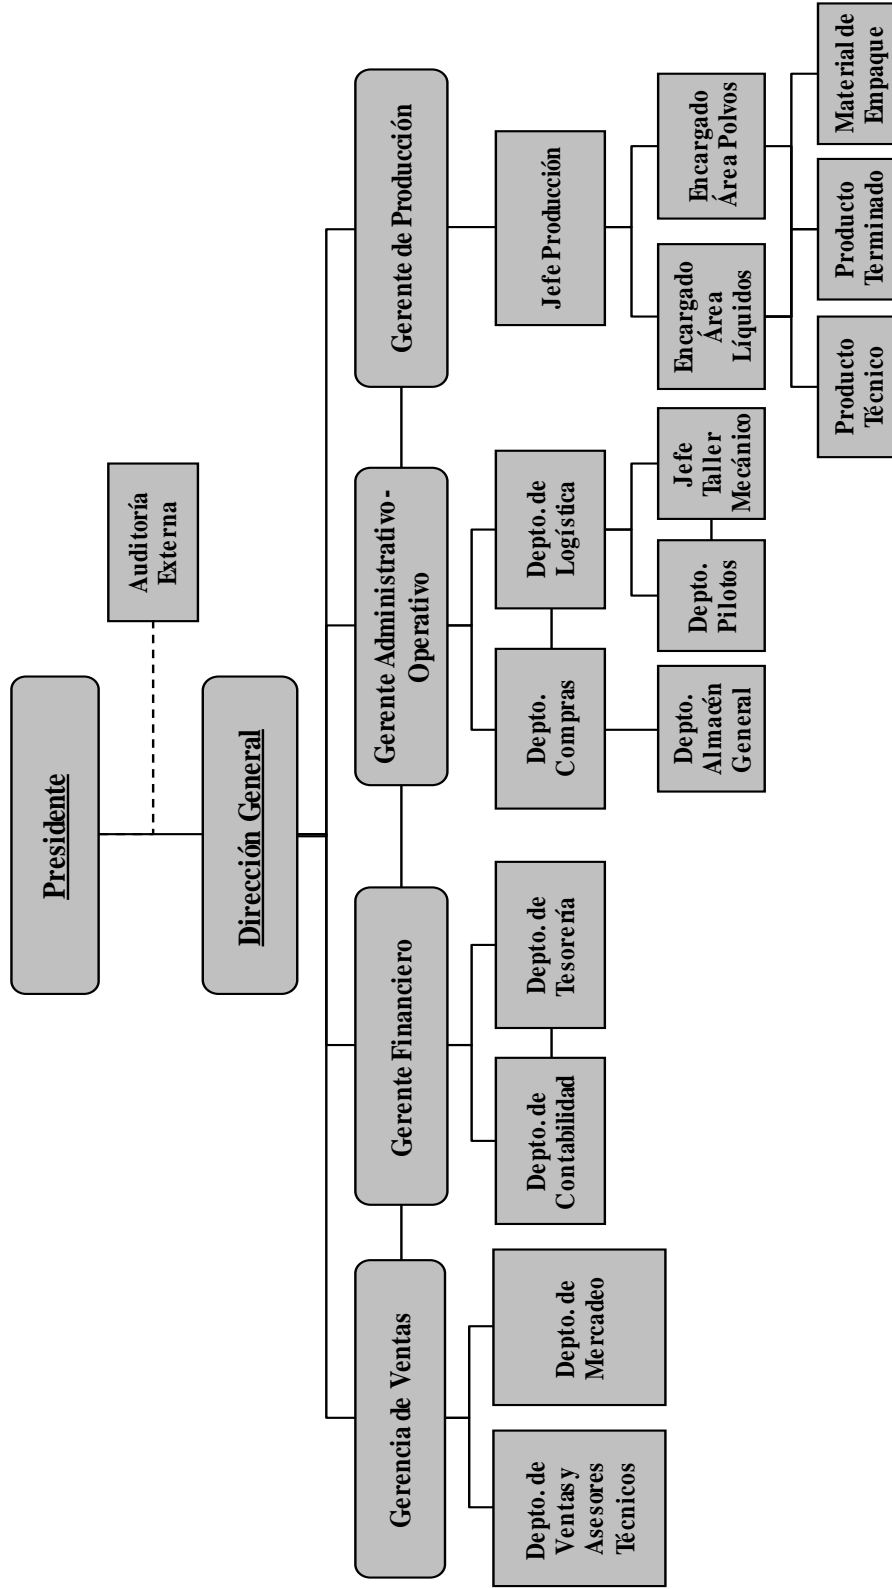 Presidente
Auditoría
Externa
Dirección General
Gerencia de Ventas
Gerente Financiero
Gerente Administrativo-
Operativo
Gerente de Producción
Depto. de
Ventas y
Asesores
Técnicos
Depto. de
Mercadeo
Depto. de
Contabilidad
Depto. de
Tesorería
Depto.
Compras
Depto. de
Logística
Jefe Producción
Depto.
Almacén
General
Depto.
Pilotos
Jefe
Taller
Mecánico
Encargado
Área
Líquidos
Encargado
Área Polvos
Producto
Técnico
Producto
Terminado
Material de
Empaque